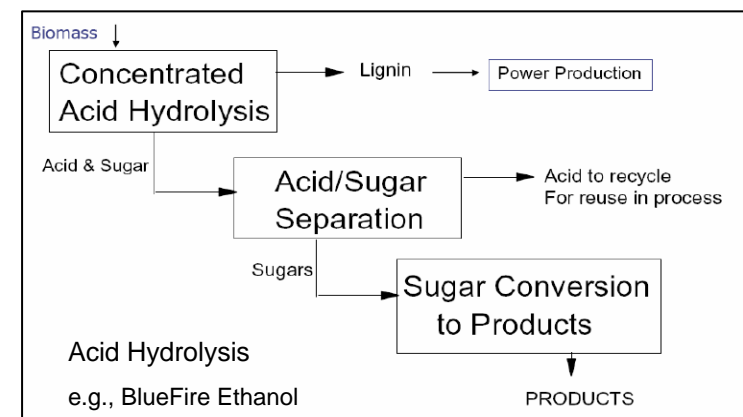 Biomass
Concentrated
Acid Hydrolysis
Lignin
Power Production
Acid & Sugar
Acid/Sugar
Separation
Acid to recycle
For reuse in process
Sugars
Sugar Conversion
to Products
Acid Hydrolysis
e.g., BlueFire Ethanol
PRODUCTS